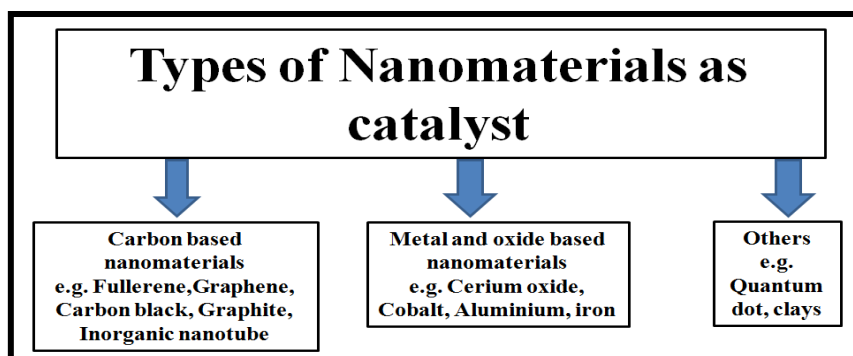 Types of Nanomaterials as
catalyst
Carbon based
nanomaterials
e.g. Fullerene,Graphene,
Carbon black, Graphite,
Inorganic nanotube
Metal and oxide based
nanomaterials
e.g. Cerium oxide,
Cobalt, Aluminium, iron
Others
e.g.
Quantum
dot, clays